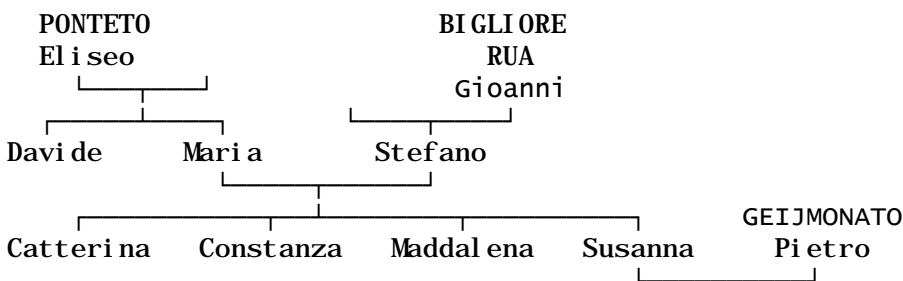 PONTETO BIGLIORE
Eliseo RUA
Gioanni
Davide Maria Stefano
GEIJMONATO
Catterina Constanza Maddalena Susanna Pietro